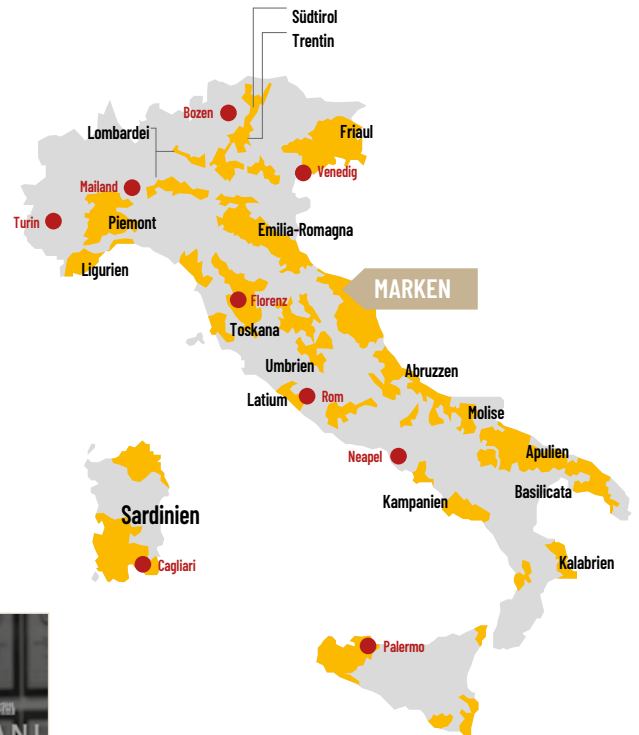 Südtirol
Trentin
Bozen
Lombardei
Friaul
Venedig
Mailand
Turin
Piemont
Emilia-Romagna
Ligurien
MARKEN
Florenz
Toskana
Umbrien
Abruzzen
Latium
Rom
Molise
Neapel
Apulien
Kampanien
Basilicata
Sardinien
Kalabrien
Cagliari
Palermo